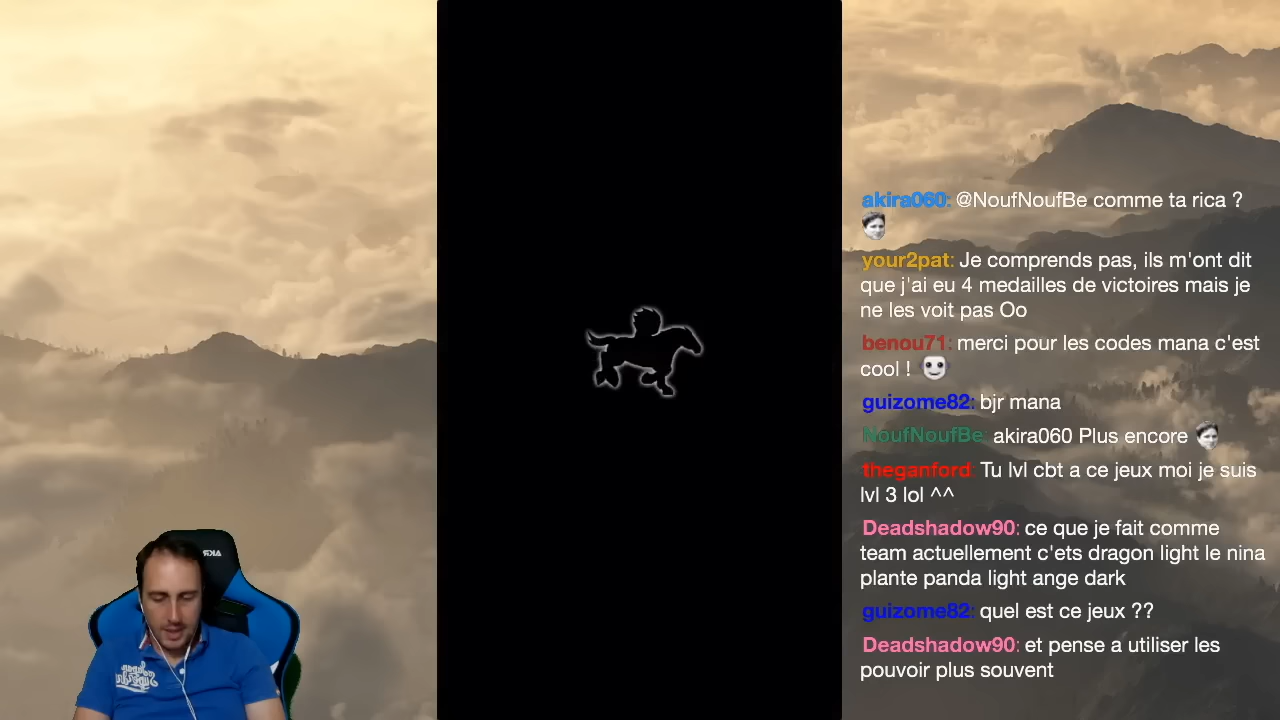 akira060: @NoufNoufBe comme ta rica ?
your2pat: Je comprends pas, ils m'ont dit
que j'ai eu 4 medailles de victoires mais je
ne les voit pas Oo
benou71: merci pour les codes mana c'est
cool !
guizome82: bjr mana
NoufNoufBe: akira060 Plus encore
theganford: Tu lvl cbt a ce jeux moi je suis
lvl 3 lol ^^
Deadshadow90: ce que je fait comme
team actuellement c'ets dragon light le nina
plante panda light ange dark
guizome82: quel est ce jeux ??
Deadshadow90: et pense a utiliser les
pouvoir plus souvent